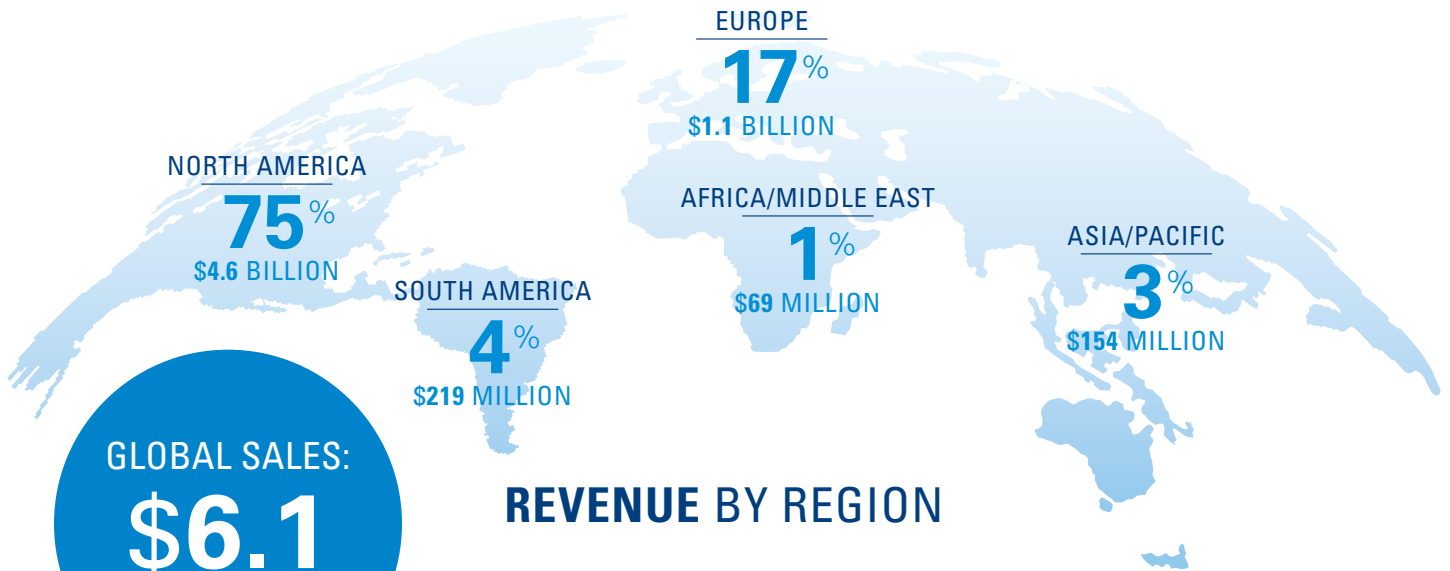 EUROPE
17%
$1.1 BILLION
NORTH AMERICA
75%
$4.6 BILLION
AFRICA/MIDDLE EAST
1%
$69 MILLION
ASIA/PACIFIC
3%
$154 MILLION
SOUTH AMERICA
4%
$219 MILLION
GLOBAL SALES:
$6.1
REVENUE BY REGION